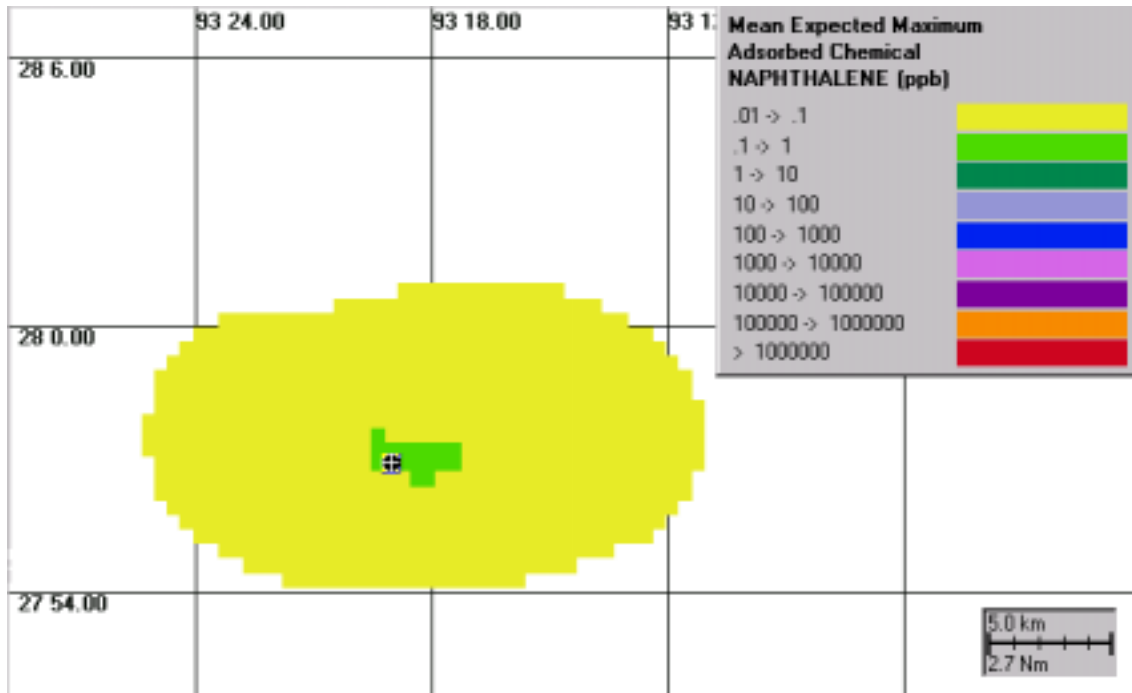 93 24.00
93 18.00
93 1
28 6.00
28 0.00
27 54.00
Mean Expected Maximum
Adsorbed Chemical
NAPHTHALENE (ppb)
.01 -> .1
.1 -> 1
1 -> 10
10 -> 100
100 -> 1000
1000 -> 10000
10000 -> 100000
100000 -> 1000000
> 1000000
5.0 km
2.7 Nm